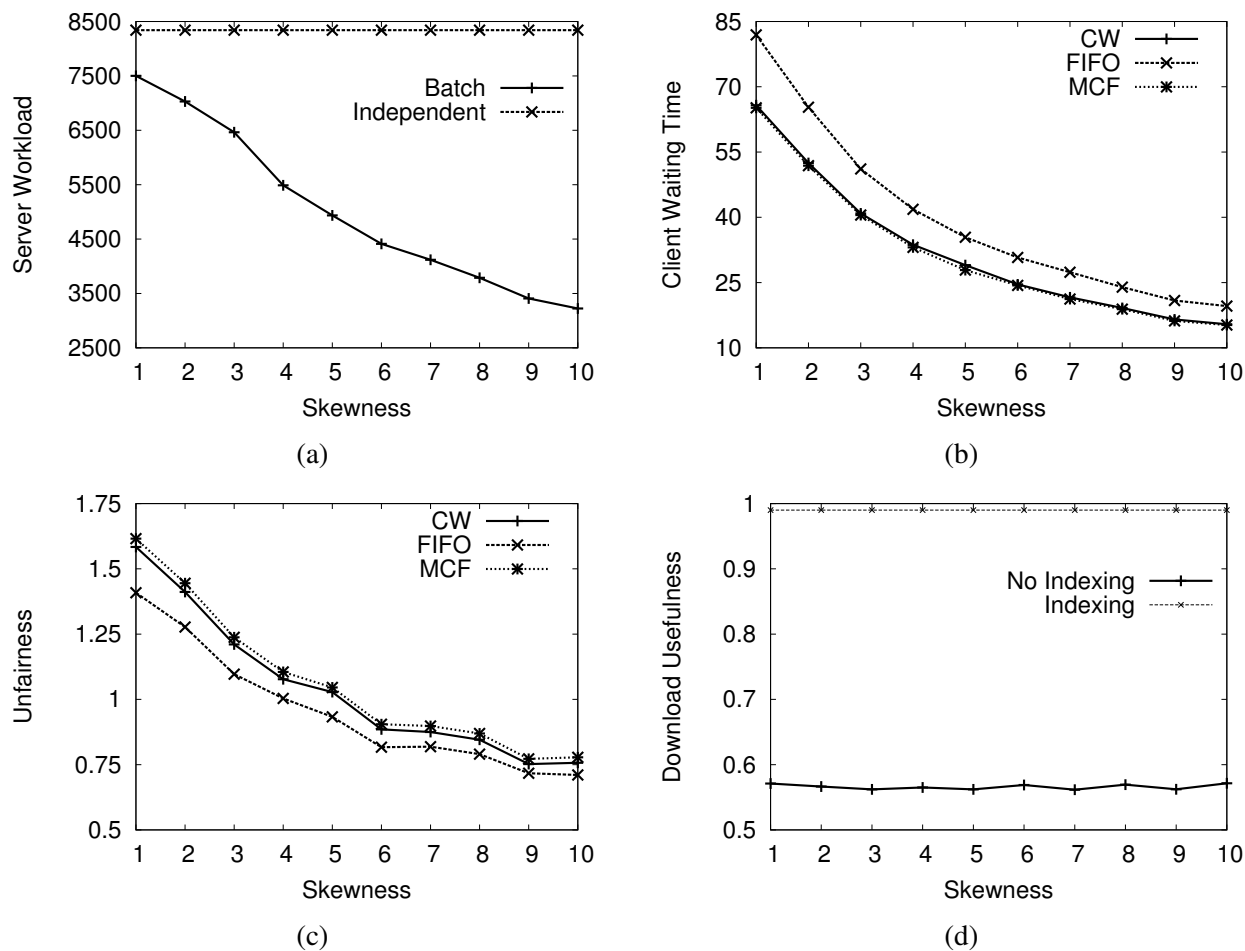 8500
7500
6500
5500
4500
3500
2500
Server Workload
Batch
Independent
1 2 3 4 5 6 7 8 9 10
Skewness
(a)
85
70
55
40
25
10
Client Waiting Time
CW
FIFO
MCF
1 2 3 4 5 6 7 8 9 10
Skewness
(b)
1.75
1.5
1.25
1
0.75
0.5
Unfairness
CW
FIFO
MCF
1 2 3 4 5 6 7 8 9 10
Skewness
(c)
1
0.9
0.8
0.7
0.6
0.5
Download Usefulness
No Indexing
Indexing
1 2 3 4 5 6 7 8 9 10
Skewness
(d)